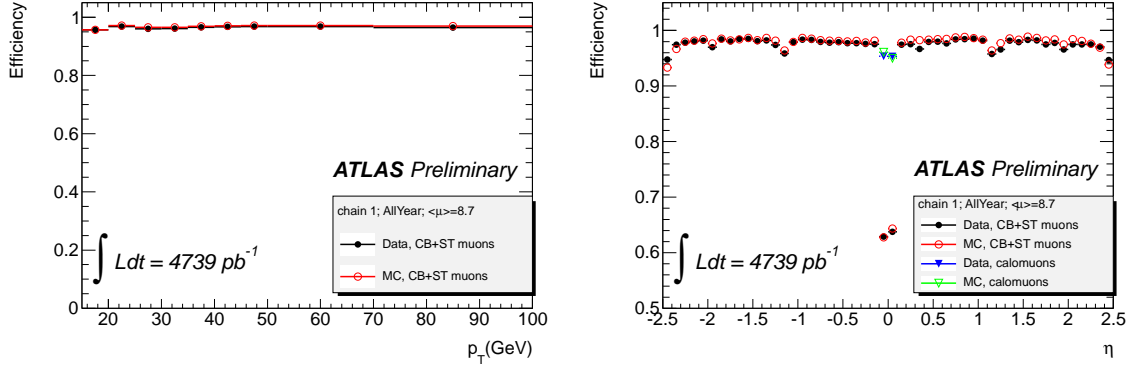 Efficiency
1
0.8
0.6
0.4
0.2
0
20 30 40 50 60 70 80 90 100
p_T(GeV)
ATLAS Preliminary
chain 1; AllYear; <μ>=8.7
Data, CB+ST muons
MC, CB+ST muons
∫ Ldt = 4739 pb⁻¹
Efficiency
1
0.9
0.8
0.7
0.6
0.5
-2.5 -2 -1.5 -1 -0.5 0 0.5 1 1.5 2 2.5
η
ATLAS Preliminary
chain 1; AllYear; <μ>=8.7
Data, CB+ST muons
MC, CB+ST muons
Data, calomuons
MC, calomuons
∫ Ldt = 4739 pb⁻¹